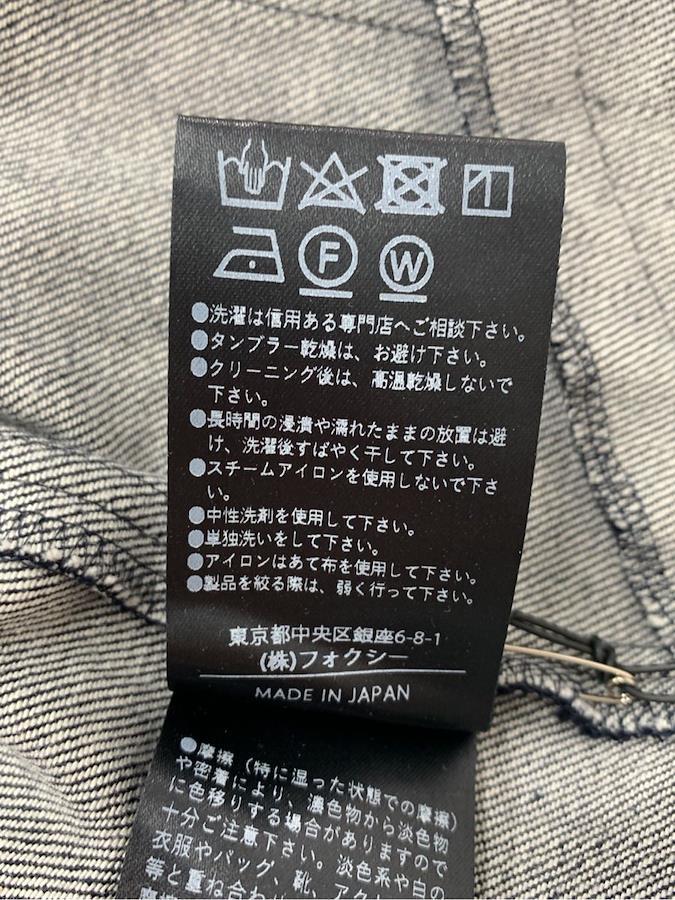 F W
●洗濯は信用ある専門店へご相談下さい。
●タンブラー乾燥は、お避け下さい。
●クリーニング後は、高温乾燥しないで
下さい。
●長時間の浸漬や濡れたままの放置は避
け、洗濯後すばやく干して下さい。
●スチームアイロンを使用しないで下さ
い。
●中性洗剤を使用して下さい。
●単独洗いをして下さい。
●アイロンはあて布を使用して下さい。
●製品を絞る際は、弱く行って下さい。
東京都中央区銀座6-8-1
(株)フォクシー
MADE IN JAPAN
●摩擦(特に湿った状態での摩擦)
や密着により、濃色物から淡色物
に色移りする場合がありますので
十分ご注意下さい。淡色系や白の
衣服やバッグ、靴、アク
等と重ね合わ
摩擦